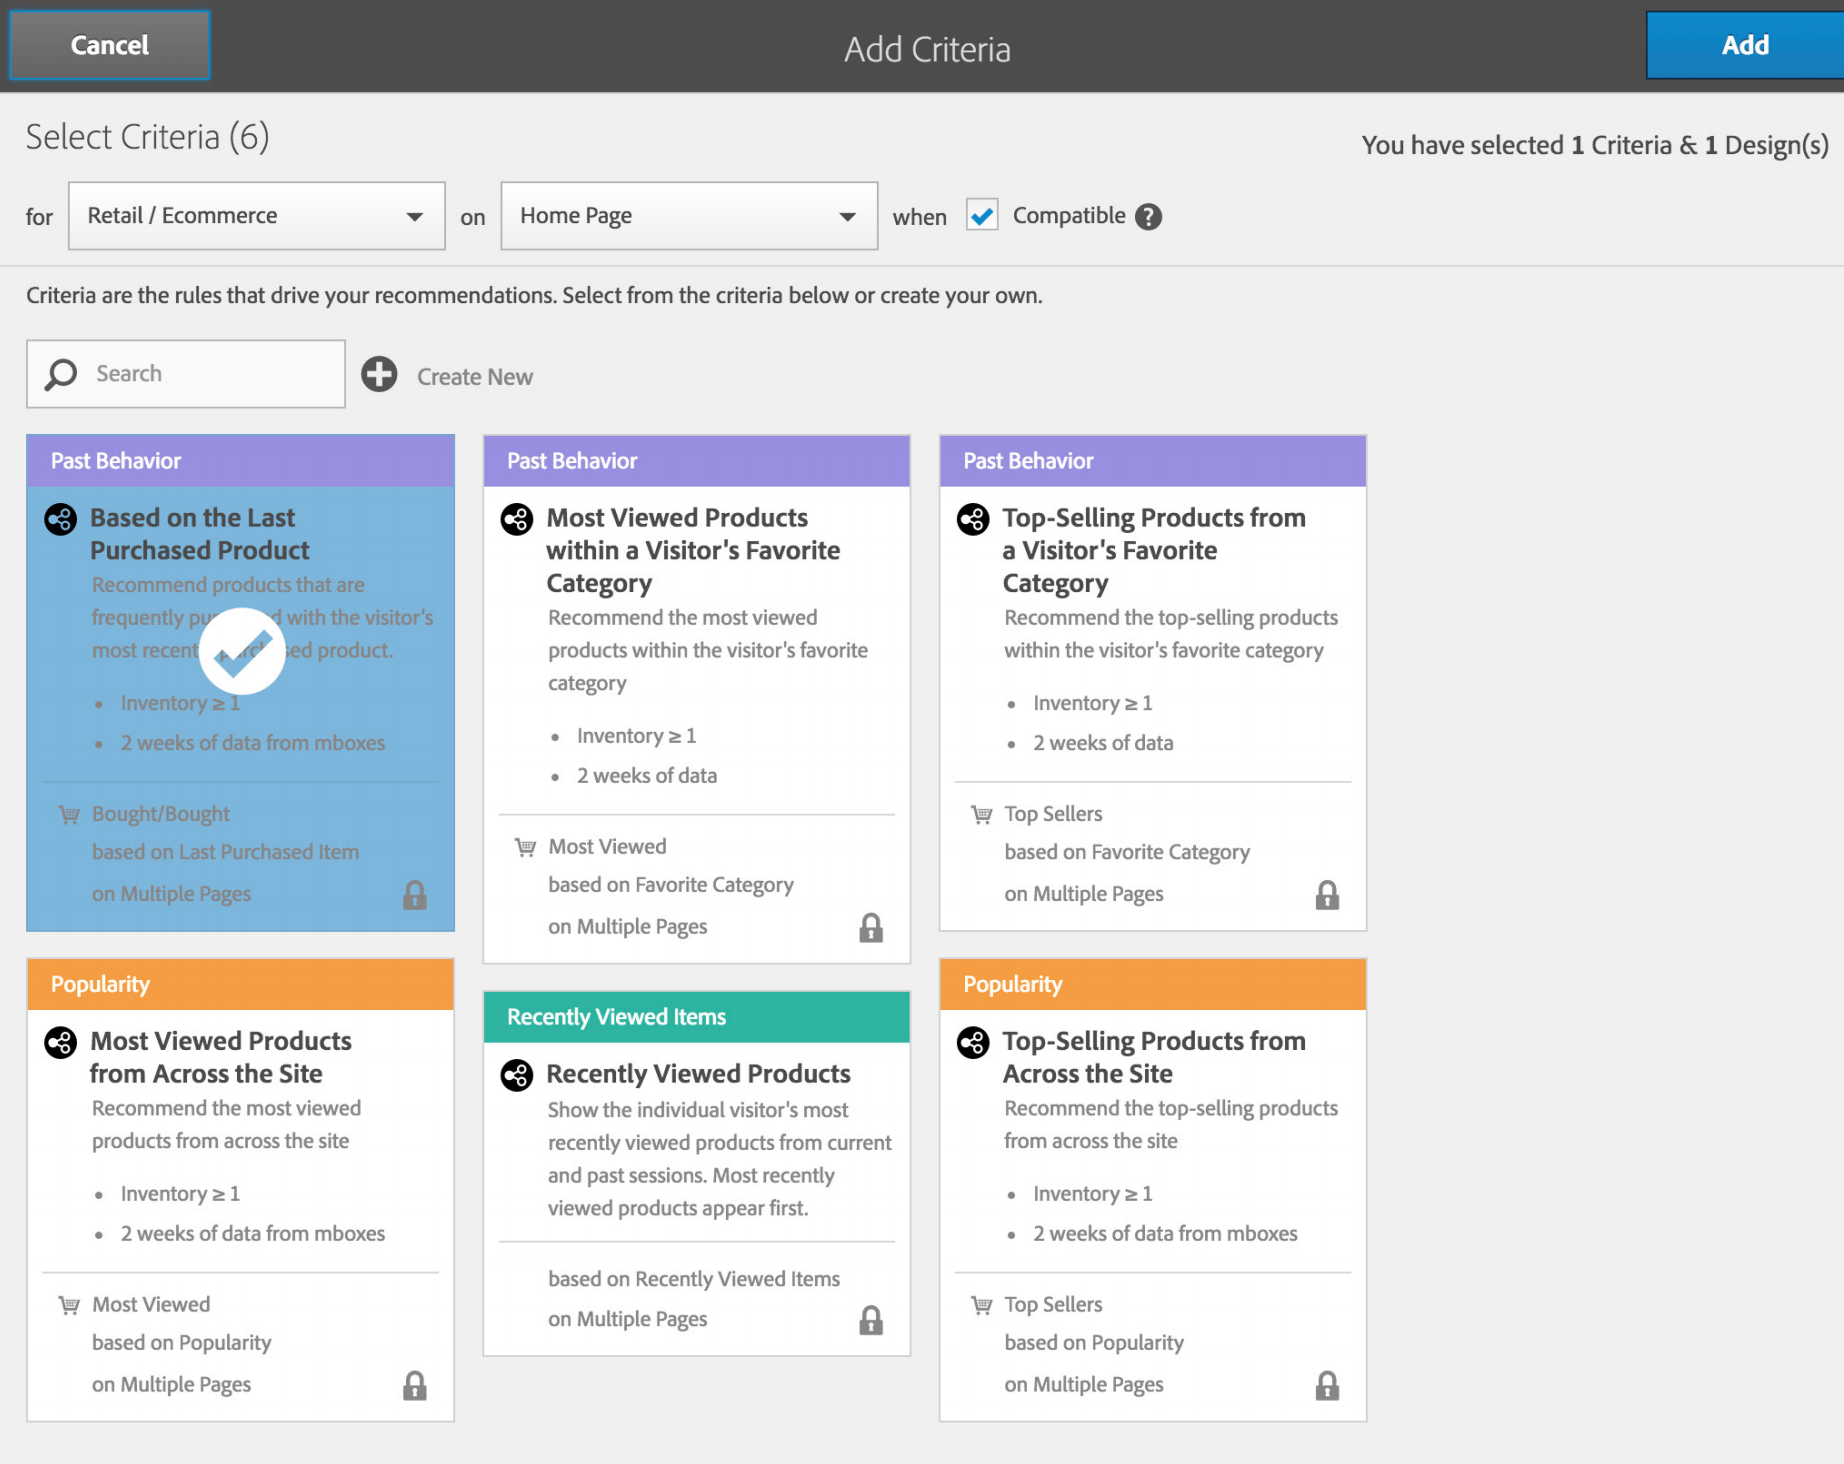 Cancel
Add Criteria
Add
Select Criteria (6)
You have selected 1 Criteria & 1 Design(s)
for
Retail / Ecommerce
on
Home Page
when
Compatible
?
Criteria are the rules that drive your recommendations. Select from the criteria below or create your own.
Search
Create New
Past Behavior
Based on the Last
Purchased Product
Recommend products that are
frequently with the visitor's
most product.
• Inventory ≥ 1
• 2 weeks of data from mboxes
Bought/Bought
based on Last Purchased Item
on Multiple Pages
Past Behavior
Most Viewed Products
within a Visitor's Favorite
Category
Recommend the most viewed
products within the visitor's favorite
category
• Inventory ≥ 1
• 2 weeks of data
Most Viewed
based on Favorite Category
on Multiple Pages
Past Behavior
Top-Selling Products from
a Visitor's Favorite
Category
Recommend the top-selling products
within the visitor's favorite category
• Inventory ≥ 1
• 2 weeks of data
Top Sellers
based on Favorite Category
on Multiple Pages
Popularity
Most Viewed Products
from Across the Site
Recommend the most viewed
products from across the site
• Inventory ≥ 1
• 2 weeks of data from mboxes
Most Viewed
based on Popularity
on Multiple Pages
Recently Viewed Items
Recently Viewed Products
Show the individual visitor's most
recently viewed products from current
and past sessions. Most recently
viewed products appear first.
based on Recently Viewed Items
on Multiple Pages
Popularity
Top-Selling Products from
Across the Site
Recommend the top-selling products
from across the site
• Inventory ≥ 1
• 2 weeks of data from mboxes
Top Sellers
based on Popularity
on Multiple Pages